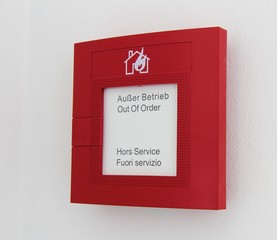 Außer Betrieb
Out Of Order
Hors Service
Fuori servizio